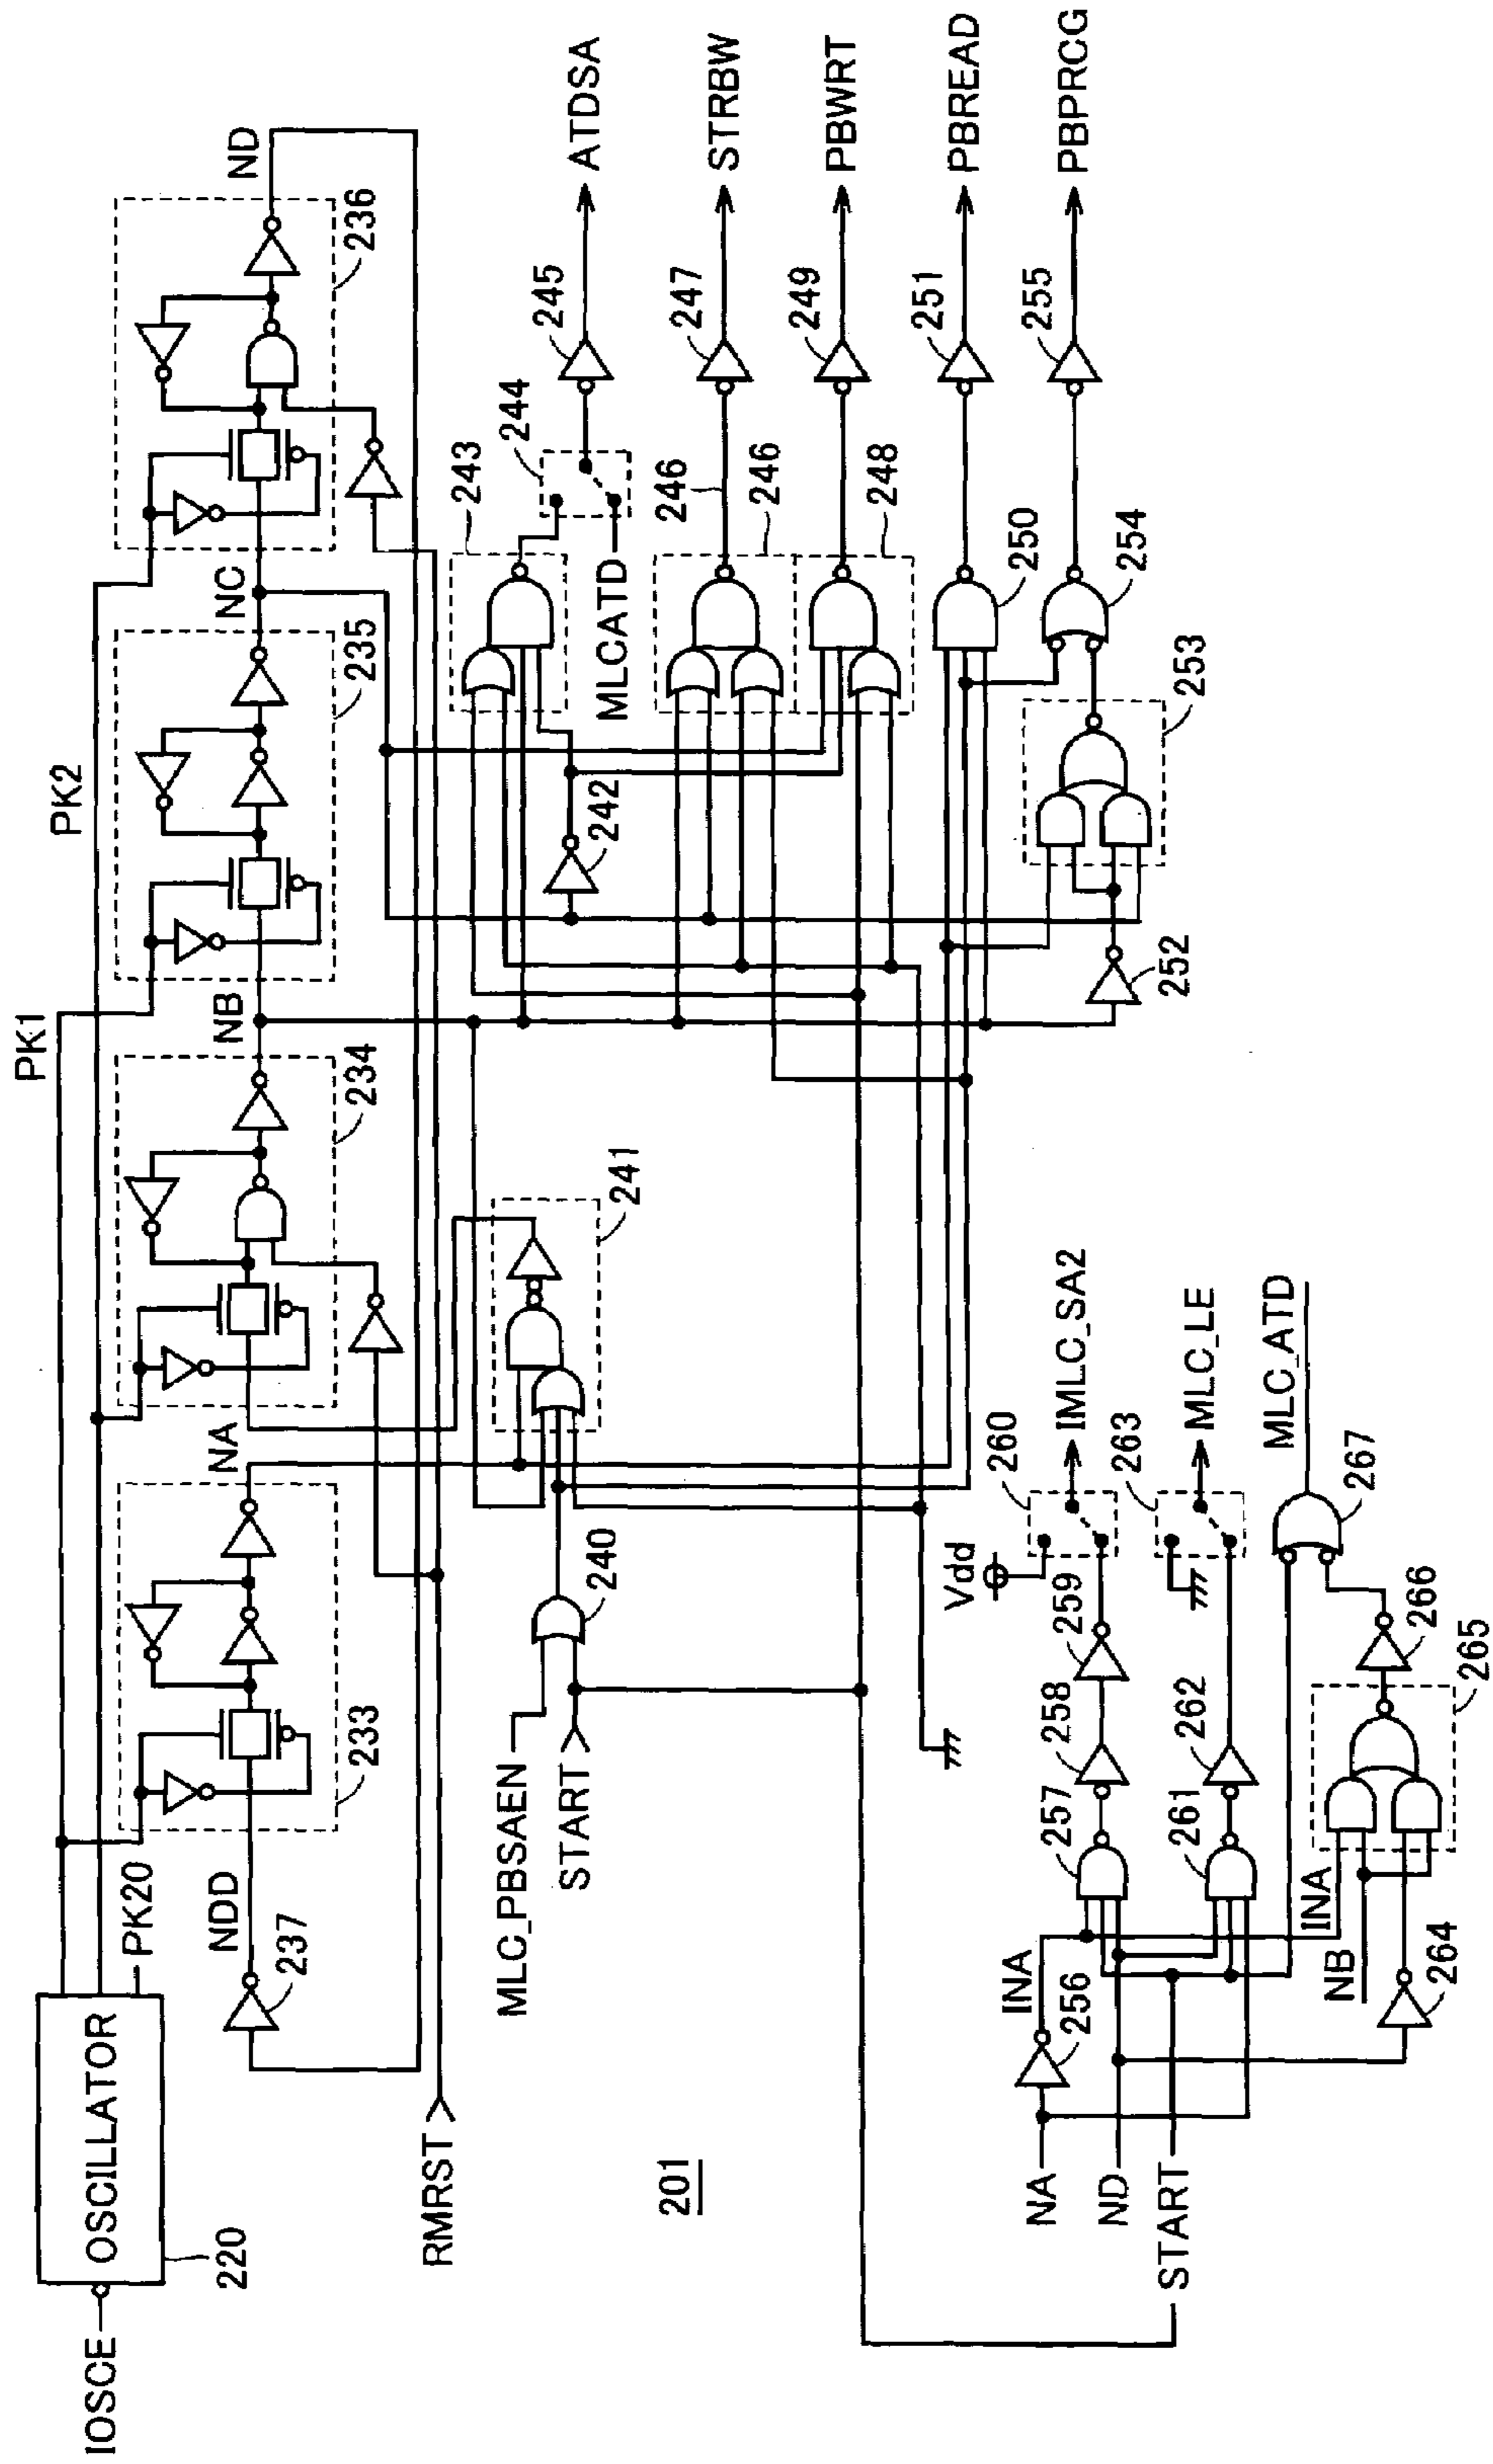 IOSCE
OSCILLATOR
220
PK20
PK1
PK2
NDD
237
233
NA
234
NB
235
NC
236
ND
RMRST
MLC_PBSAEN
START
240
241
242
243
244
245
ATDSA
MLCATD
246
246
247
STRBW
248
249
PBWRT
250
251
PBREAD
252
253
254
255
PBPRCG
201
NA
ND
START
INA
256
257
258
259
Vdd
260
IMLC_SA2
261
262
263
MLC_LE
INA
NB
264
265
266
267
MLC_ATD